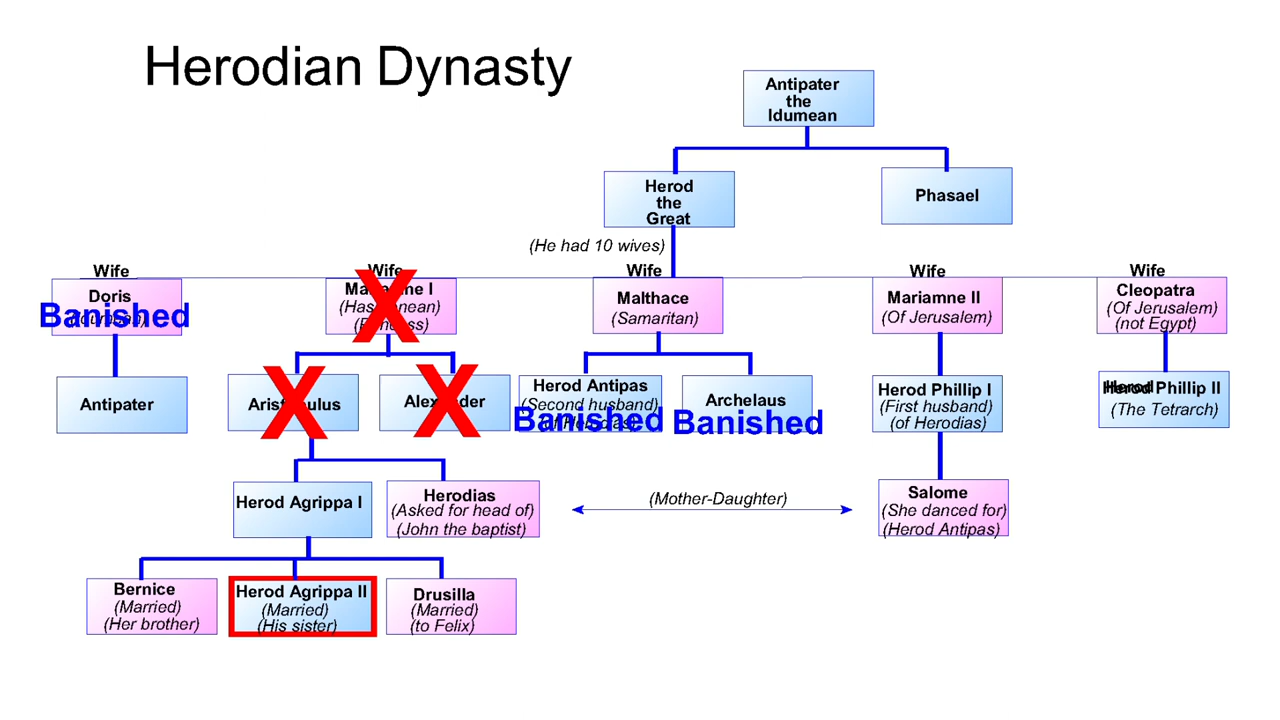 Herodian Dynasty
Antipater
the
Idumean
Herod
the
Great
Phasael
(He had 10 wives)
Wife
Doris
Banished
Wife
Malthace
(Samaritan)
Wife
Wife
Mariamne II
(Of Jerusalem)
Wife
Cleopatra
(Of Jerusalem)
(not Egypt)
Antipater
Herod Antipas
(Second husband)
Banished
Archelaus
Banished
Herod Phillip I
(First husband)
(of Herodias)
Herod Phillip II
(The Tetrarch)
Herod Agrippa I
Herodias
(Asked for head of)
(John the baptist)
(Mother-Daughter)
Salome
(She danced for)
(Herod Antipas)
Bernice
(Married)
(Her brother)
Herod Agrippa II
(Married)
(His sister)
Drusilla
(Married)
(to Felix)